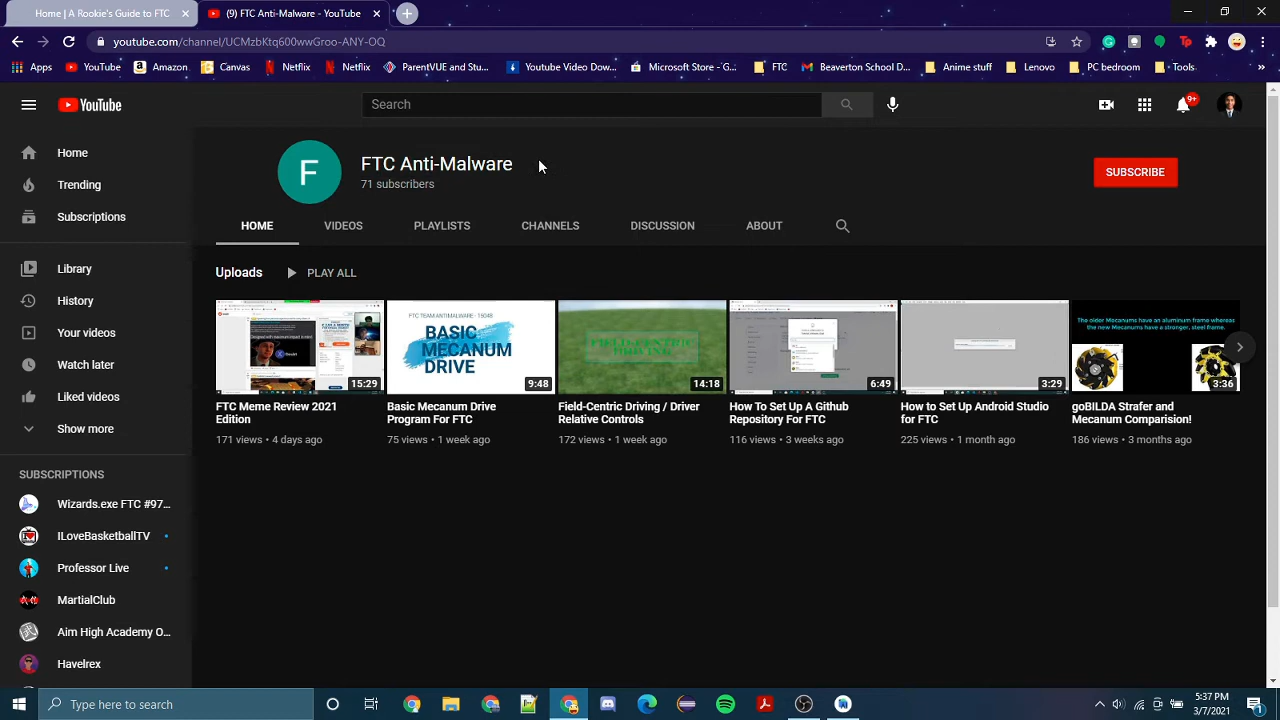 Home | A Rookie's Guide to FTC
(9) FTC Anti-Malware - YouTube
youtube.com/channel/UCMzbKtq600wwGroo-ANY-OQ
Apps
YouTube
Amazon
Canvas
Netflix
Netflix
ParentVUE and Stu...
Youtube Video Dow...
Microsoft Store - G...
FTC
Beaverton School D...
Anime stuff
Lenovo
PC bedroom
Tools
»
YouTube
Search
9+
Home
Trending
Subscriptions
Library
History
Your videos
Watch later
Liked videos
Show more
SUBSCRIPTIONS
Wizards.exe FTC #97...
ILoveBasketballTV
Professor Live
MartialClub
Aim High Academy O...
Havelrex
F
FTC Anti-Malware
71 subscribers
SUBSCRIBE
HOME
VIDEOS
PLAYLISTS
CHANNELS
DISCUSSION
ABOUT
Uploads
PLAY ALL
15:29
FTC Meme Review 2021
Edition
171 views • 4 days ago
FTC TEAM ANTIMALWARE - 15049
BASIC
MECANUM
DRIVE
9:48
Basic Mecanum Drive
Program For FTC
75 views • 1 week ago
1:18
Field-Centric Driving / Driver
Relative Controls
172 views • 1 week ago
6:49
How To Set Up A Github
Repository For FTC
116 views • 3 weeks ago
3:29
How to Set Up Android Studio
for FTC
225 views • 1 month ago
The older Mecanums have an aluminum frame whereas
the new Mecanums have a stronger, steel frame.
3:36
goBILDA Strafer and
Mecanum Comparision!
186 views • 3 months ago
Type here to search
5:37 PM
3/7/2021